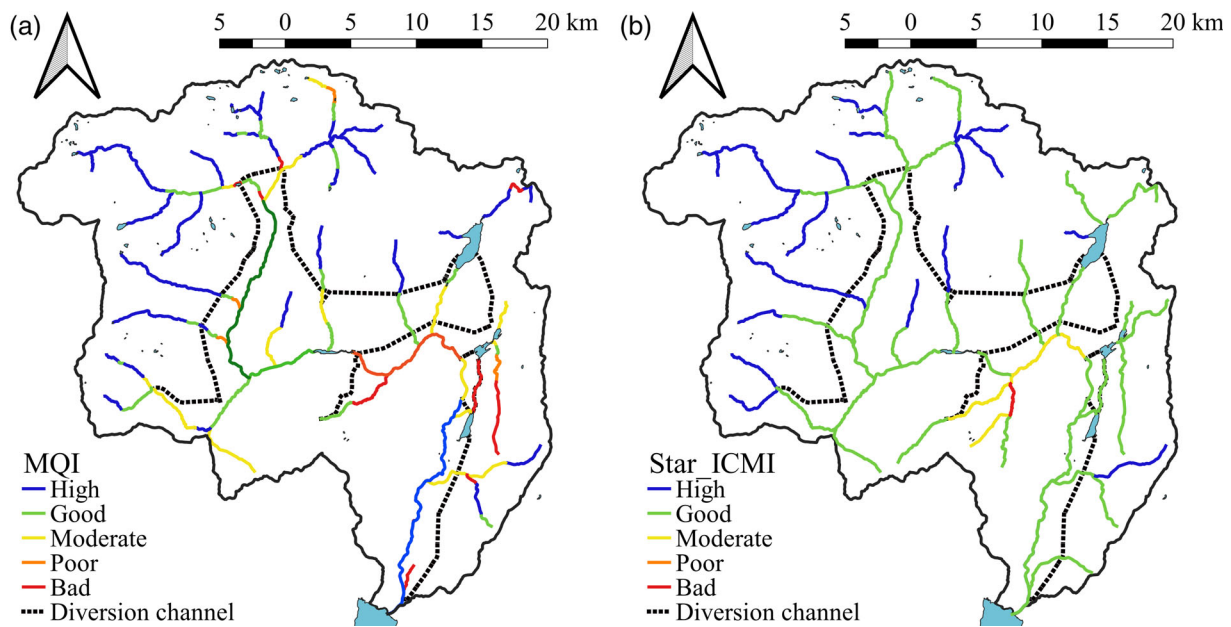 (a)
5 0 5 10 15 20 km
MQI
High
Good
Moderate
Poor
Bad
Diversion channel
(b)
5 0 5 10 15 20 km
Star_ICMI
High
Good
Moderate
Poor
Bad
Diversion channel